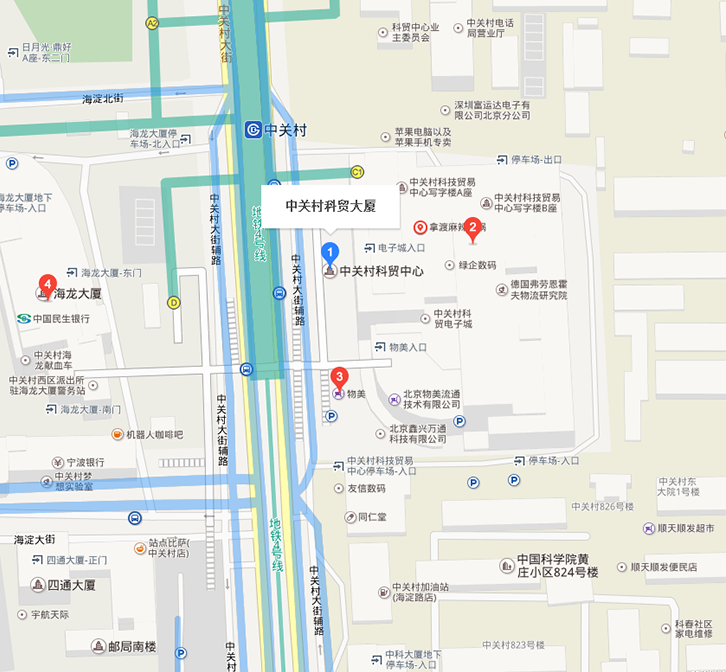 A2
中关村大街
科贸中心业
主委员会
中关村电话
局营业厅
日月光·鼎好
A座-东二门
海淀北街
深圳富运达电子有
限公司北京分公司
中关村
海龙大厦停
车场-北入口
苹果电脑以及
苹果手机专卖
P
停车场-出口
C1
中关村科技贸易
中心写字楼A座
中关村科技贸易
中心写字楼B座
海龙大厦地下
停车场-入口
中关村大街辅路
地铁4号线
中关村科贸大厦
拿渡麻辣
2
电子城入口
1
中关村科贸中心
绿企数码
中关村大街辅路
海龙大厦-东门
4
海龙大厦
D
德国弗劳恩霍
夫物流研究院
中国民生银行
中关村科
贸电子城
物美入口
中关村海
龙献血车
3
物美
中关村西区派出所
驻海龙大厦警务站
北京物美流通
技术有限公司
海龙大厦-南门
P
P
中关村大街辅路
机器人咖啡吧
北京鑫兴万通
科技有限公司
宁波银行
中关村科技贸易
中心停车场-入口
停车场-入口
中关村梦
想实验室
P
P
中关村东
大院1号楼
友信数码
中关村826号楼
同仁堂
地铁4号线
顺天顺发超市
海淀大街
站点比萨(
中关村店)
四通大厦-正门
中国科学院黄
庄小区824号楼
顺天顺发便民店
四通大厦
中关村大街辅路
中关村加油站
(海淀路店)
宇航天际
科春社区
家电维修
邮局南楼
P
中关村
中科大厦地下
停车场-入口
中关村823号楼